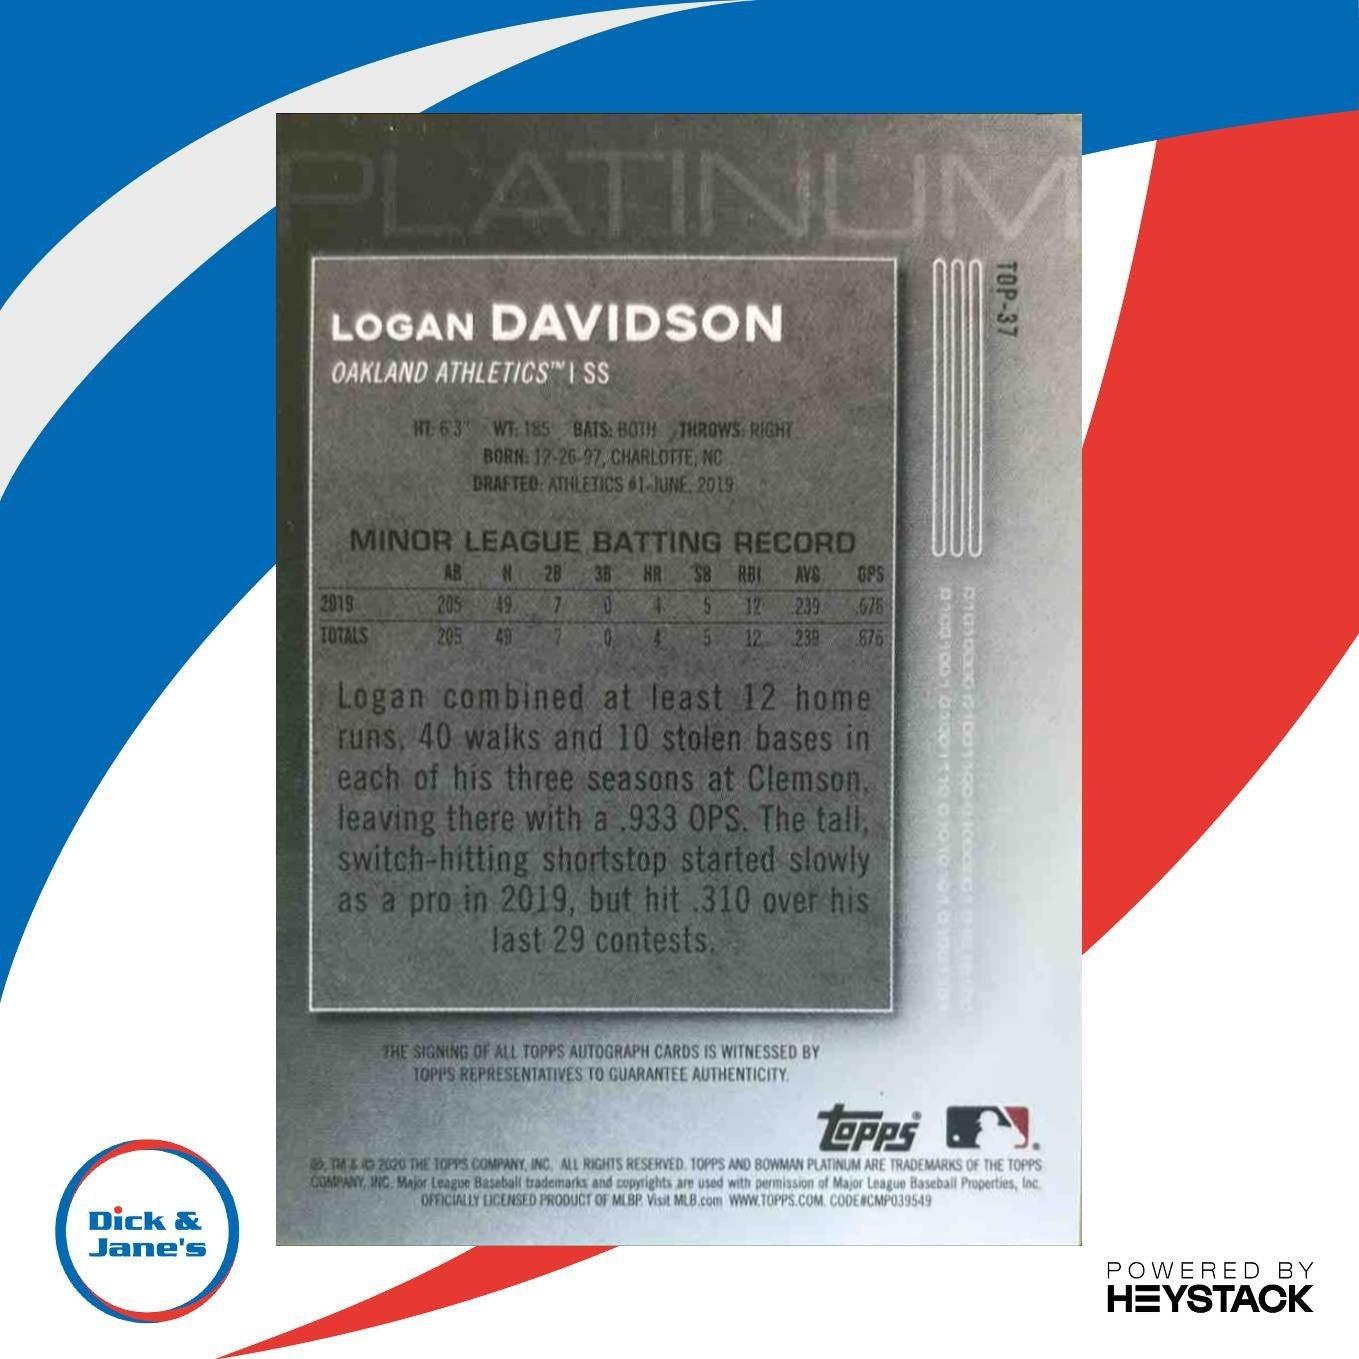 PLATINUM
TOP-37
LOGAN DAVIDSON
OAKLAND ATHLETICS™ | SS
HT: 6'3" WT: 185 BATS: BOTH THROWS: RIGHT
BORN: 12-26-97, CHARLOTTE, NC
DRAFTED: ATHLETICS #1-JUNE, 2019
MINOR LEAGUE BATTING RECORD
AB H 2B 3B HR SB RBI AVG OPS
2019 205 49 7 0 4 5 12 .239 .676
TOTALS 205 49 7 0 4 5 12 .239 .676
Logan combined at least 12 home
runs, 40 walks and 10 stolen bases in
each of his three seasons at Clemson,
leaving there with a .933 OPS. The tall,
switch-hitting shortstop started slowly
as a pro in 2019, but hit .310 over his
last 29 contests.
THE SIGNING OF ALL TOPPS AUTOGRAPH CARDS IS WITNESSED BY
TOPPS REPRESENTATIVES TO GUARANTEE AUTHENTICITY.
topps®
®, TM & © 2020 THE TOPPS COMPANY, INC. ALL RIGHTS RESERVED. TOPPS AND BOWMAN PLATINUM ARE TRADEMARKS OF THE TOPPS
COMPANY, INC. Major League Baseball trademarks and copyrights are used with permission of Major League Baseball Properties, Inc.
OFFICIALLY LICENSED PRODUCT OF MLBP. Visit MLB.com WWW.TOPPS.COM. CODE#CMP039549
Dick &
Jane's
POWERED BY
HEYSTACK